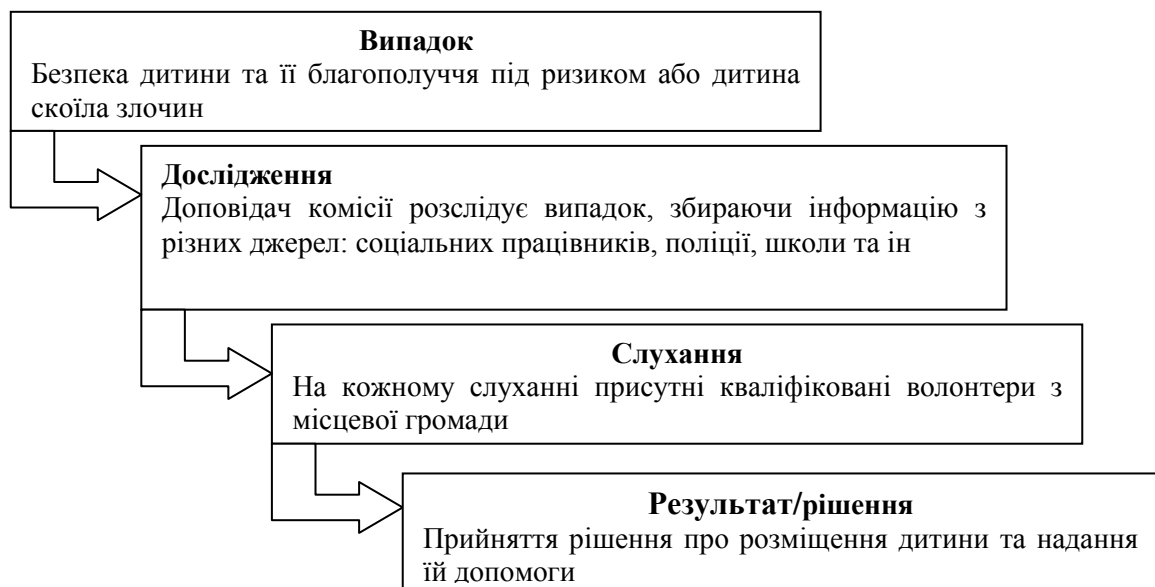 Випадок
Безпека дитини та її благополуччя під ризиком або дитина
скоїла злочин
Дослідження
Доповідач комісії розслідує випадок, збираючи інформацію з
різних джерел: соціальних працівників, поліції, школи та ін
Слухання
На кожному слуханні присутні кваліфіковані волонтери з
місцевої громади
Результат/рішення
Прийняття рішення про розміщення дитини та надання
їй допомоги